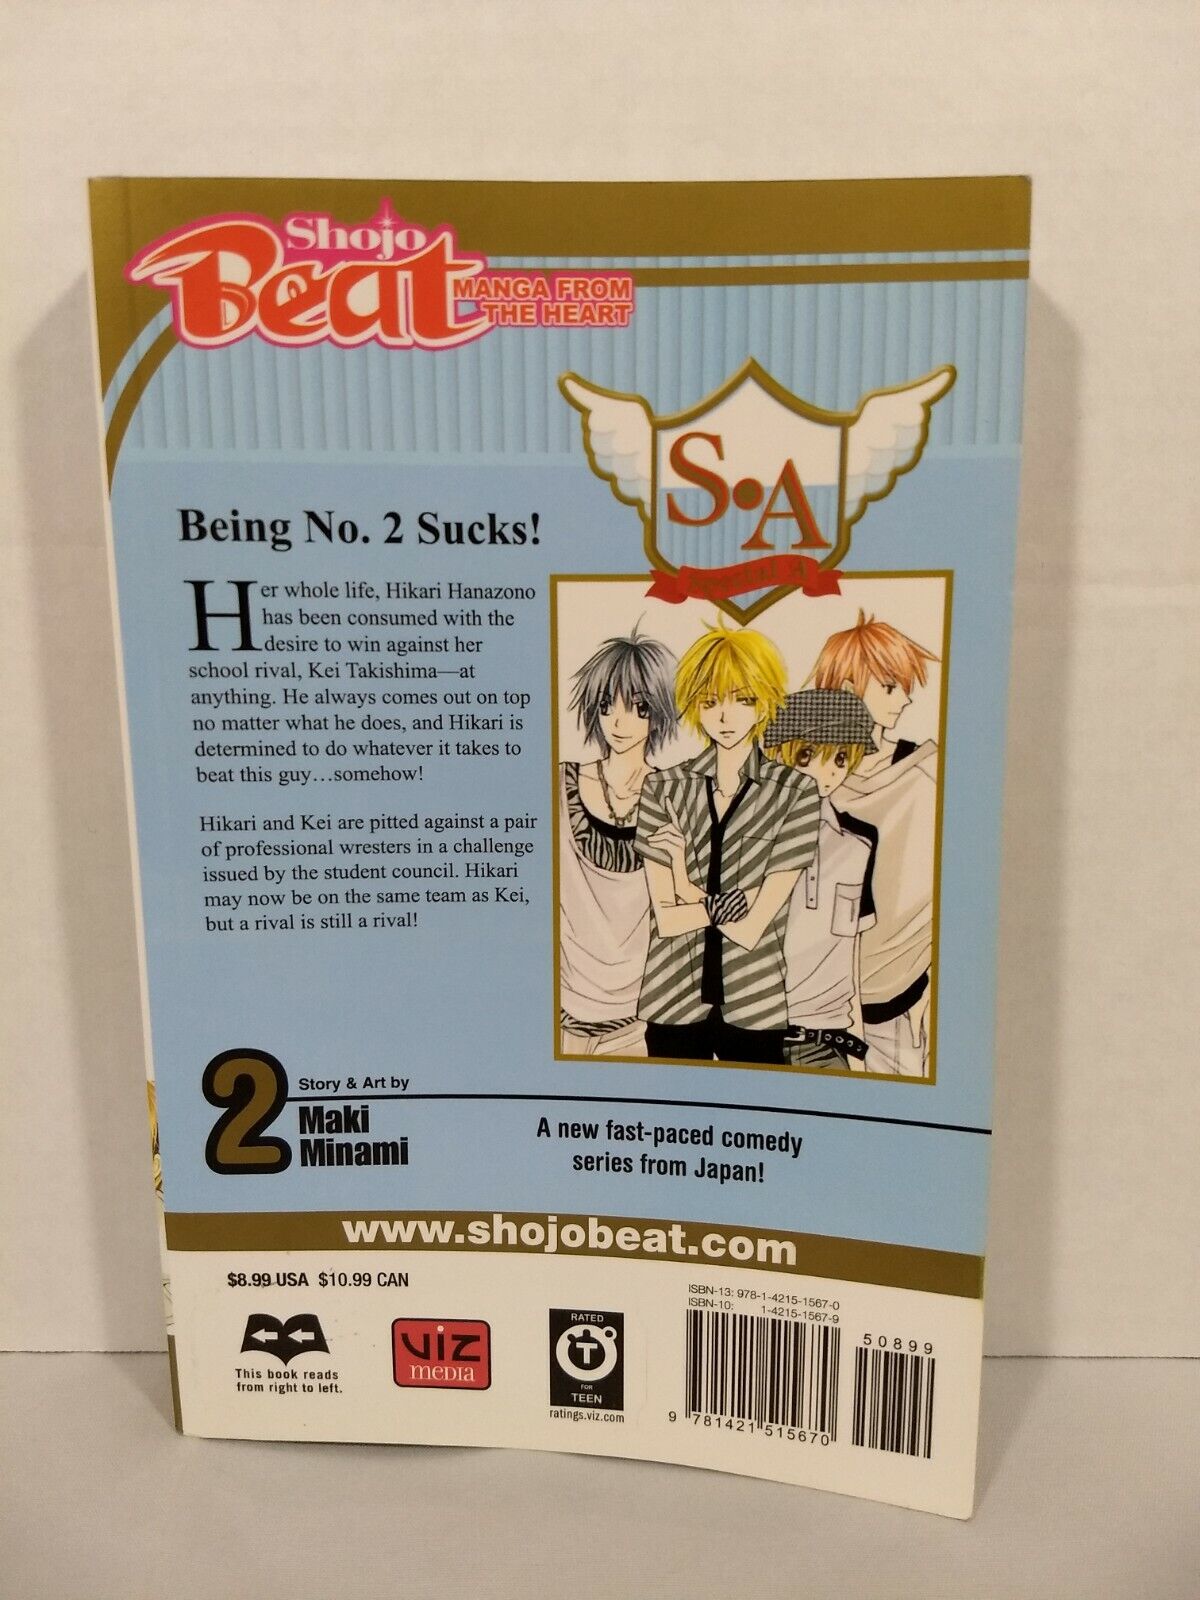 Shojo
Beat
MANGA FROM
THE HEART
S•A
Special A
Being No. 2 Sucks!
Her whole life, Hikari Hanazono
has been consumed with the
desire to win against her
school rival, Kei Takishima—at
anything. He always comes out on top
no matter what he does, and Hikari is
determined to do whatever it takes to
beat this guy…somehow!
Hikari and Kei are pitted against a pair
of professional wresters in a challenge
issued by the student council. Hikari
may now be on the same team as Kei,
but a rival is still a rival!
2
Story & Art by
Maki
Minami
A new fast-paced comedy
series from Japan!
www.shojobeat.com
$8.99 USA $10.99 CAN
This book reads
from right to left.
VIZ
MEDIA
RATED
T
FOR
TEEN
ratings.viz.com
ISBN-13: 978-1-4215-1567-0
ISBN-10: 1-4215-1567-9
50899
9 781421 515670